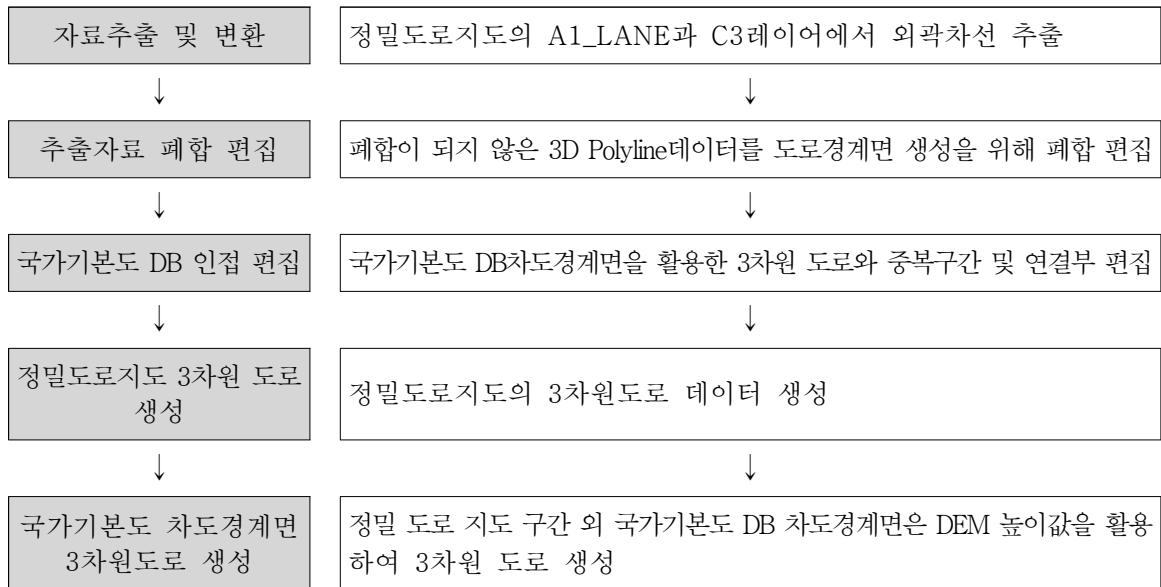 자료추출 및 변환
정밀도로지도의 A1_LANE과 C3레이어에서 외곽차선 추출
↓
↓
추출자료 폐합 편집
폐합이 되지 않은 3D Polyline데이터를 도로경계면 생성을 위해 폐합 편집
↓
↓
국가기본도 DB 인접 편집
국가기본도 DB차도경계면을 활용한 3차원 도로와 중복구간 및 연결부 편집
↓
↓
정밀도로지도 3차원 도로
생성
정밀도로지도의 3차원도로 데이터 생성
↓
↓
국가기본도 차도경계면
3차원도로 생성
정밀 도로 지도 구간 외 국가기본도 DB 차도경계면은 DEM 높이값을 활용
하여 3차원 도로 생성